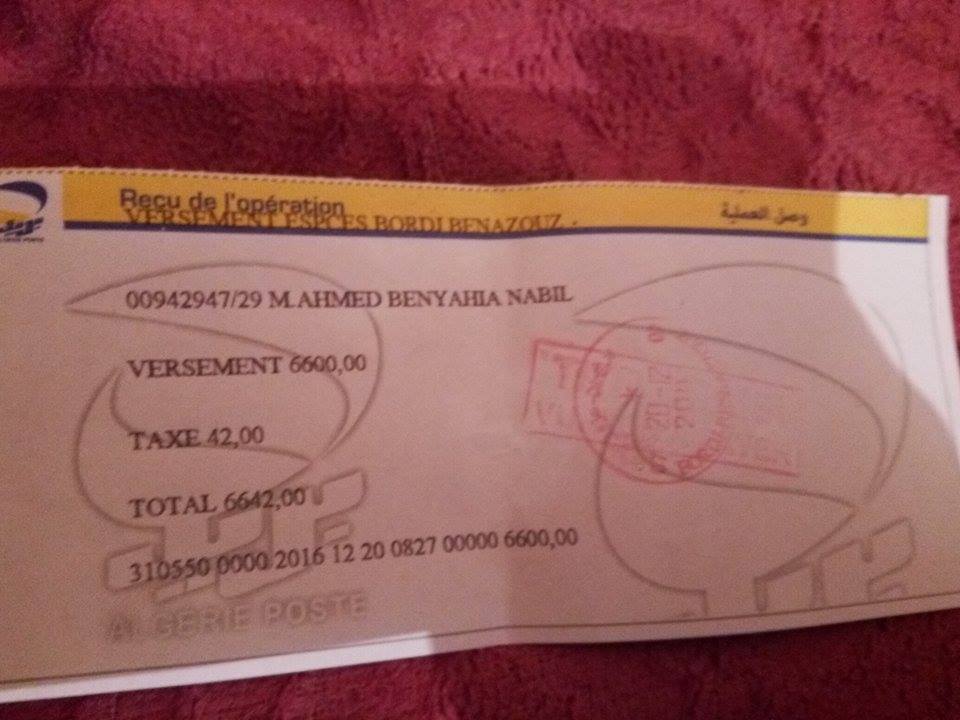 Reçu de l'opération
وصل العملية
VERSEMENT ESPCES BORDJ BENAZOUZ .
00942947/29 M.AHMED BENYAHIA NABIL
VERSEMENT 6600,00
TAXE 42,00
TOTAL 6642,00
310550 0000 2016 12 20 0827 00000 6600,00
ALGERIE POSTE